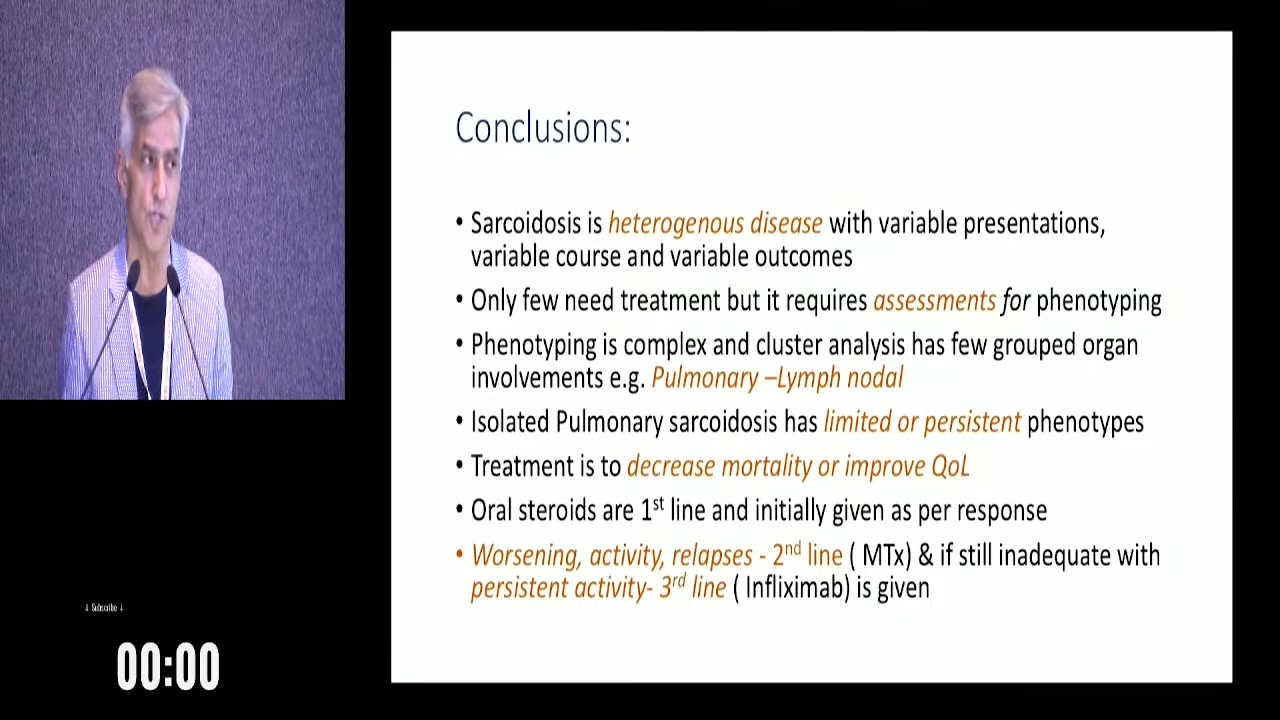 Conclusions:
• Sarcoidosis is heterogenous disease with variable presentations,
variable course and variable outcomes
• Only few need treatment but it requires assessments for phenotyping
• Phenotyping is complex and cluster analysis has few grouped organ
involvements e.g. Pulmonary –Lymph nodal
• Isolated Pulmonary sarcoidosis has limited or persistent phenotypes
• Treatment is to decrease mortality or improve QoL
• Oral steroids are 1st line and initially given as per response
• Worsening, activity, relapses - 2nd line ( MTx) & if still inadequate with
persistent activity- 3rd line ( Infliximab) is given
↓ Subscribe ↓
00:00